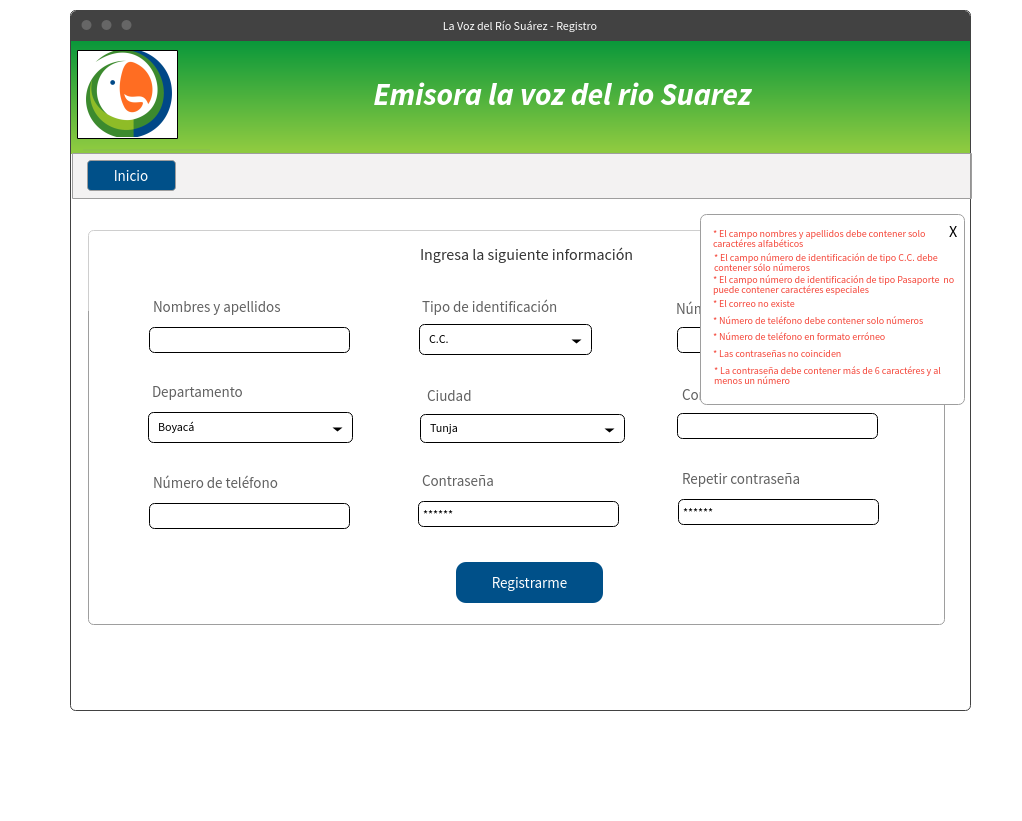 La Voz del Río Suárez - Registro
Emisora la voz del rio Suarez
Inicio
X
* El campo nombres y apellidos debe contener solo
caractéres alfabéticos
* El campo número de identificación de tipo C.C. debe
contener sólo números
* El campo número de identificación de tipo Pasaporte no
puede contener caractéres especiales
* El correo no existe
* Número de teléfono debe contener solo números
* Número de teléfono en formato erróneo
* Las contraseñas no coinciden
* La contraseña debe contener más de 6 caractéres y al
menos un número
Ingresa la siguiente información
Nombres y apellidos
Tipo de identificación
C.C.
Departamento
Ciudad
Boyacá
Tunja
Número de teléfono
Contraseña
Repetir contraseña
******
******
Registrarme